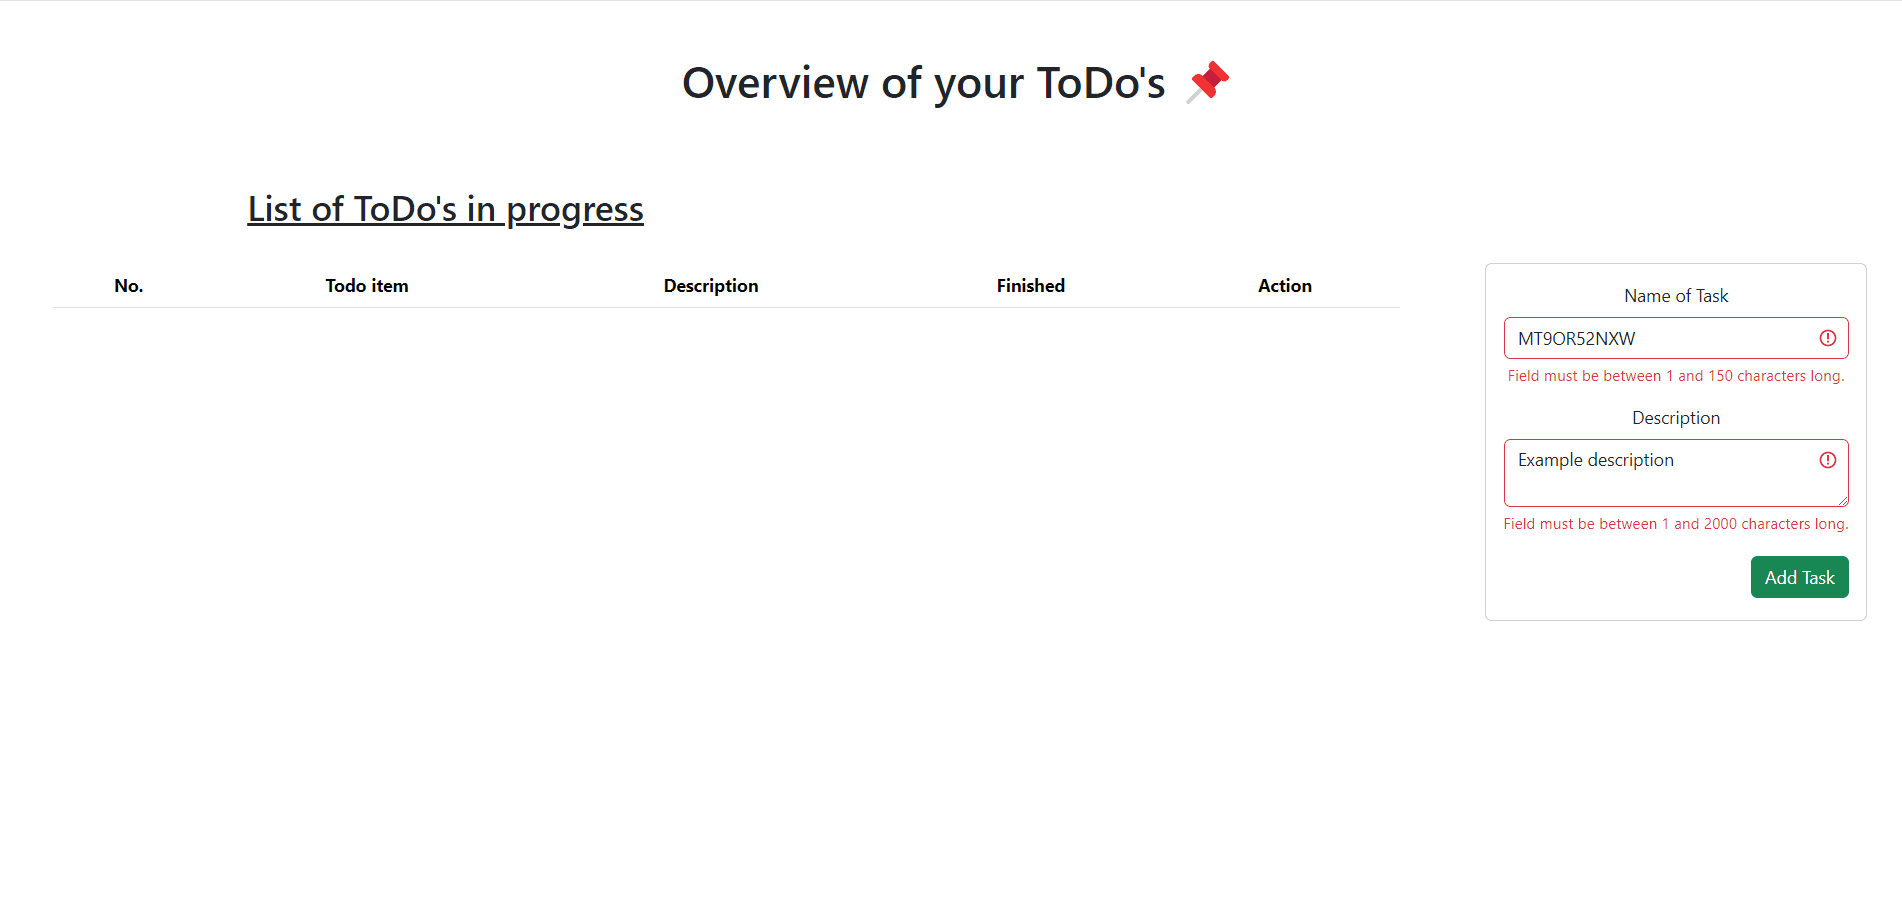 Overview of your ToDo's 📌
List of ToDo's in progress
No. Todo item Description Finished Action
Name of Task
MT9OR52NXW
Field must be between 1 and 150 characters long.
Description
Example description
Field must be between 1 and 2000 characters long.
Add Task